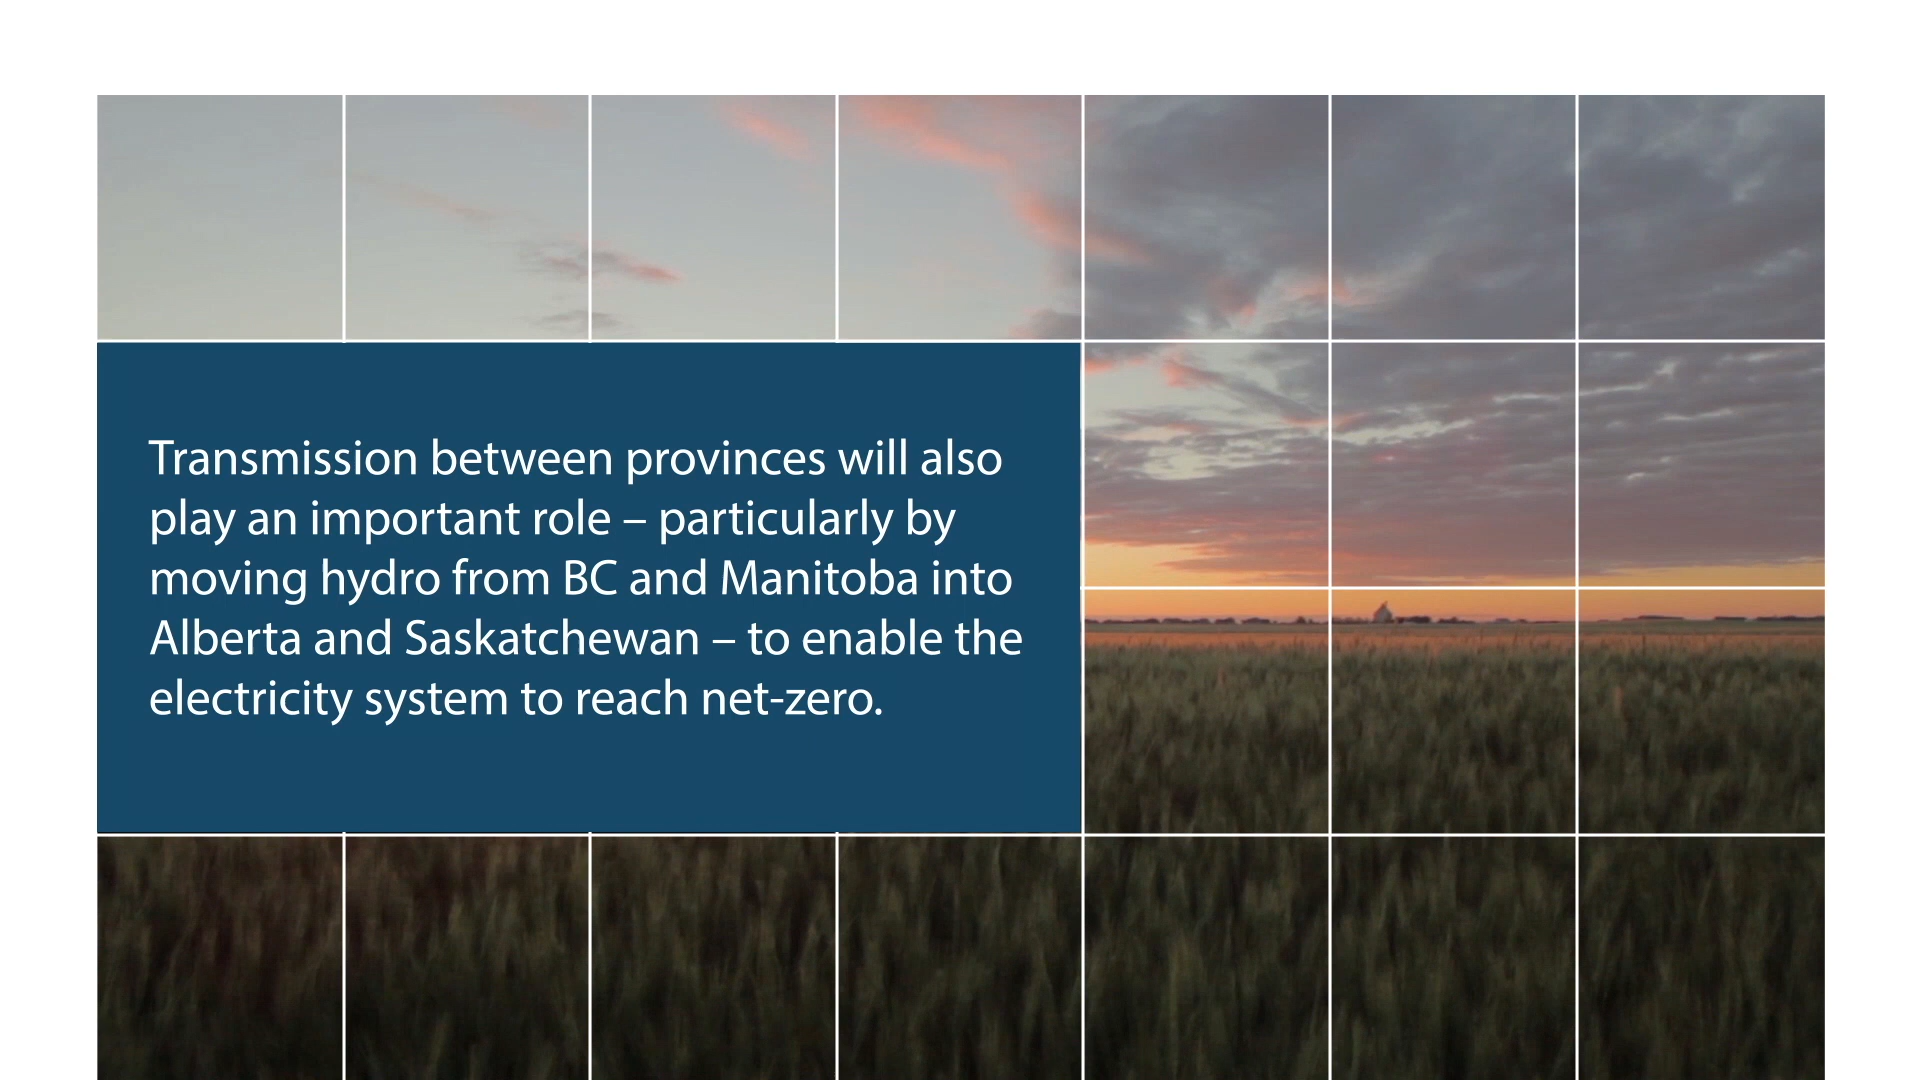 Transmission between provinces will also
play an important role – particularly by
moving hydro from BC and Manitoba into
Alberta and Saskatchewan – to enable the
electricity system to reach net-zero.